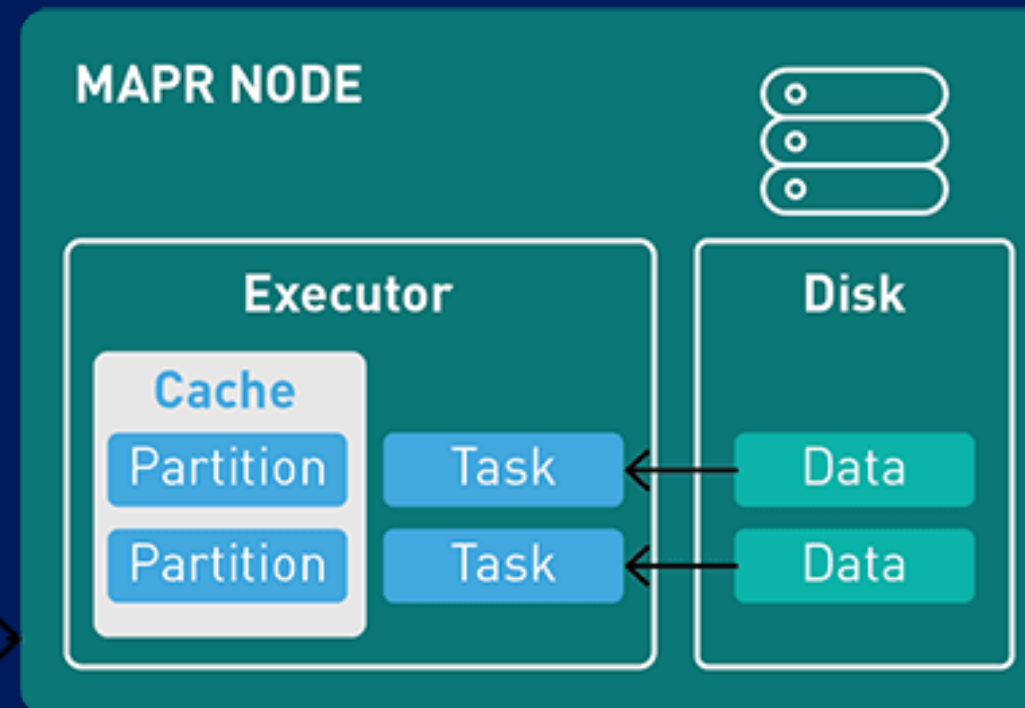 MAPR NODE
Executor
Disk
Cache
Partition
Task
Data
Partition
Task
Data